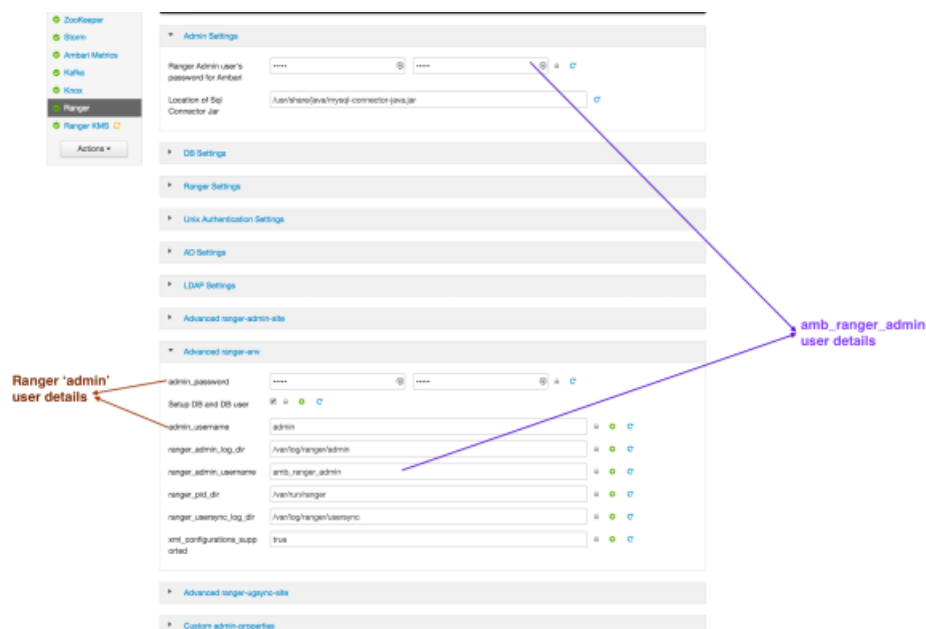 ZooKeeper
Storm
Ambari Metrics
Kafka
Knox
Ranger
Ranger KMS
Actions
Admin Settings
Ranger Admin user's
password for Ambari
Location of Sql
Connector Jar
/usr/share/java/mysql-connector-java.jar
DB Settings
Ranger Settings
Unix Authentication Settings
AD Settings
LDAP Settings
Advanced ranger-admin-site
Advanced ranger-env
admin_password
Setup DB and DB user
admin_username
admin
ranger_admin_log_dir
/var/log/ranger/admin
ranger_admin_username
amb_ranger_admin
ranger_pid_dir
/var/run/ranger
ranger_usersync_log_dir
/var/log/ranger/usersync
xml_configurations_supp
orted
true
Advanced ranger-ugsync-site
Custom admin-properties
Ranger ‘admin’
user details
amb_ranger_admin
user details